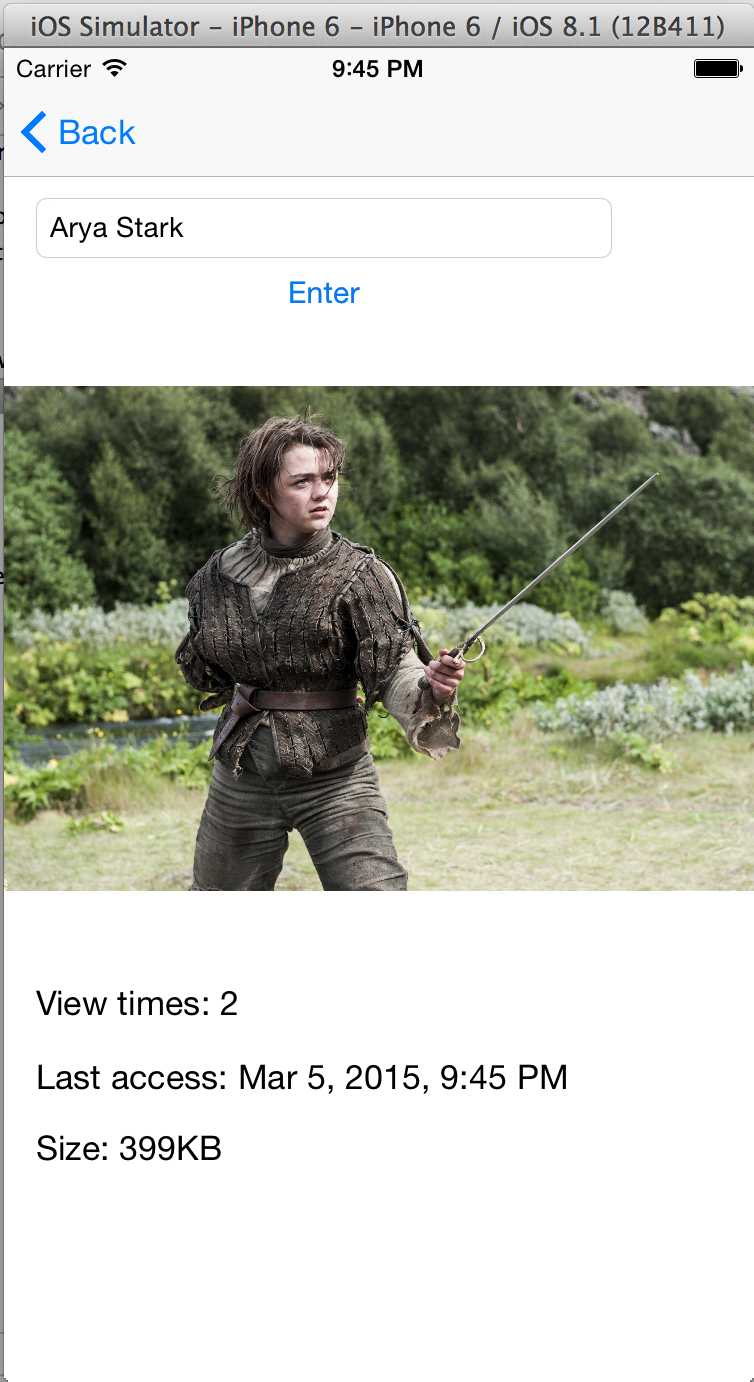 iOS Simulator – iPhone 6 – iPhone 6 / iOS 8.1 (12B411)
Carrier 9:45 PM
Back
Arya Stark
Enter
View times: 2
Last access: Mar 5, 2015, 9:45 PM
Size: 399KB